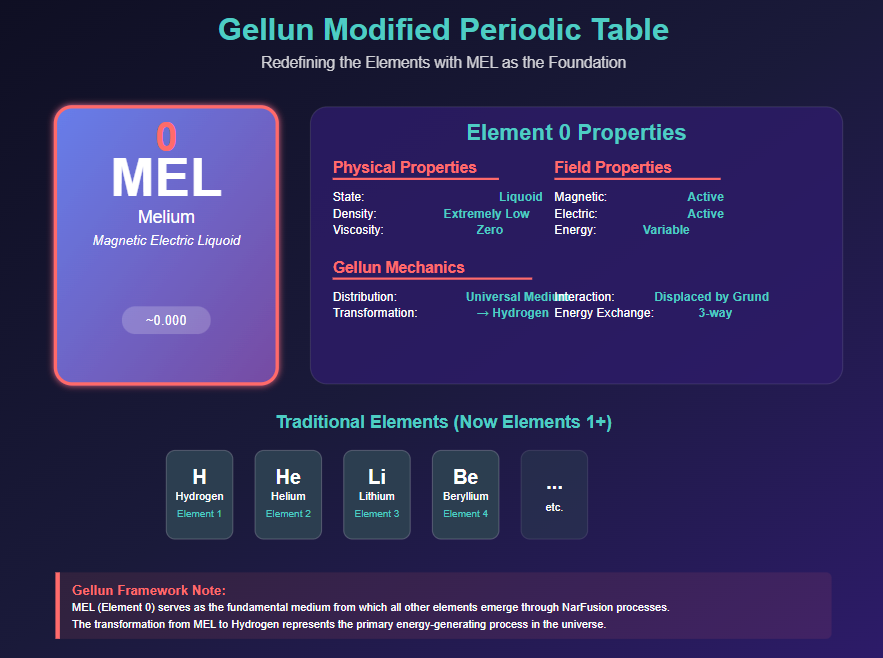 Gellun Modified Periodic Table
Redefining the Elements with MEL as the Foundation
0
MEL
Melium
Magnetic Electric Liquid
~0.000
Element 0 Properties
Physical Properties
State: Liquid
Density: Extremely Low
Viscosity: Zero
Field Properties
Magnetic: Active
Electric: Active
Energy: Variable
Gellun Mechanics
Distribution: Universal Medium
Transformation: → Hydrogen
Interaction: Displaced by Grund
Energy Exchange: 3-way
Traditional Elements (Now Elements 1+)
H
Hydrogen
Element 1
He
Helium
Element 2
Li
Lithium
Element 3
Be
Beryllium
Element 4
...
etc.
Gellun Framework Note:
MEL (Element 0) serves as the fundamental medium from which all other elements emerge through NarFusion processes.
The transformation from MEL to Hydrogen represents the primary energy-generating process in the universe.